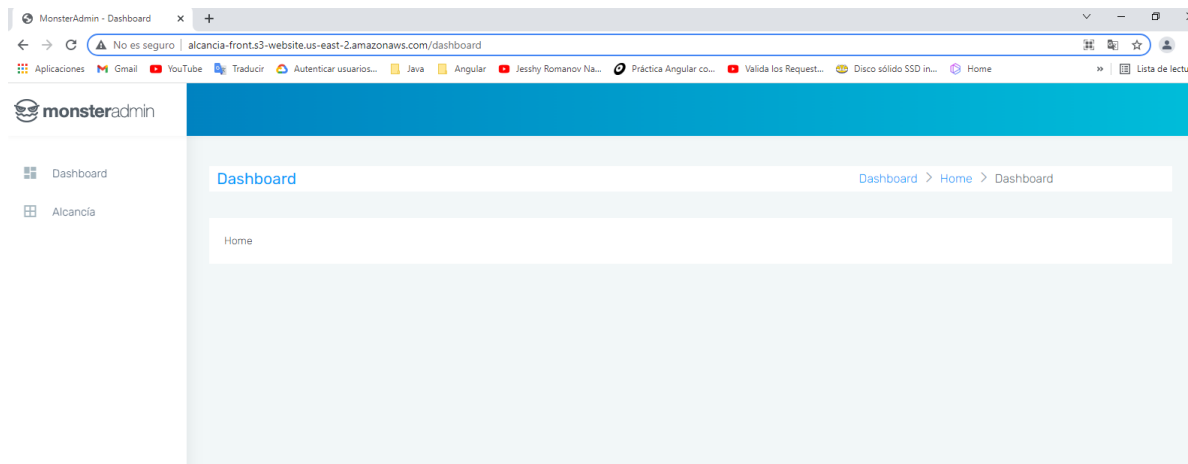 MonsterAdmin - Dashboard
No es seguro | alcancia-front.s3-website.us-east-2.amazonaws.com/dashboard
Aplicaciones Gmail YouTube Traducir Autenticar usuarios... Java Angular Jesshy Romanov Na... Práctica Angular co... Valida los Request... Disco sólido SSD in... Home » Lista de lectu
monsteradmin
Dashboard
Alcancía
Dashboard
Dashboard > Home > Dashboard
Home